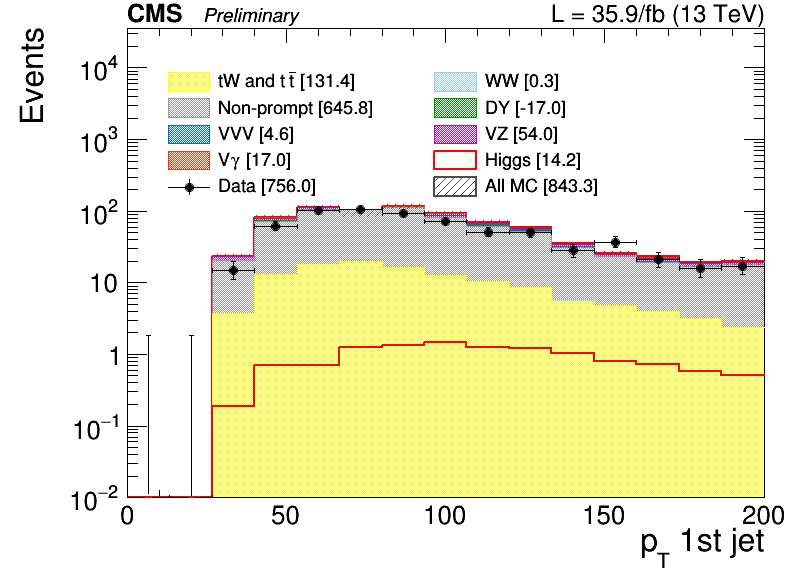 CMS Preliminary L = 35.9/fb (13 TeV)
Events
10⁴
10³
10²
10
1
10⁻¹
10⁻²
tW and tt̅ [131.4] WW [0.3]
Non-prompt [645.8] DY [-17.0]
VVV [4.6] VZ [54.0]
Vγ [17.0] Higgs [14.2]
Data [756.0] All MC [843.3]
0 50 100 150 200
p_T 1st jet